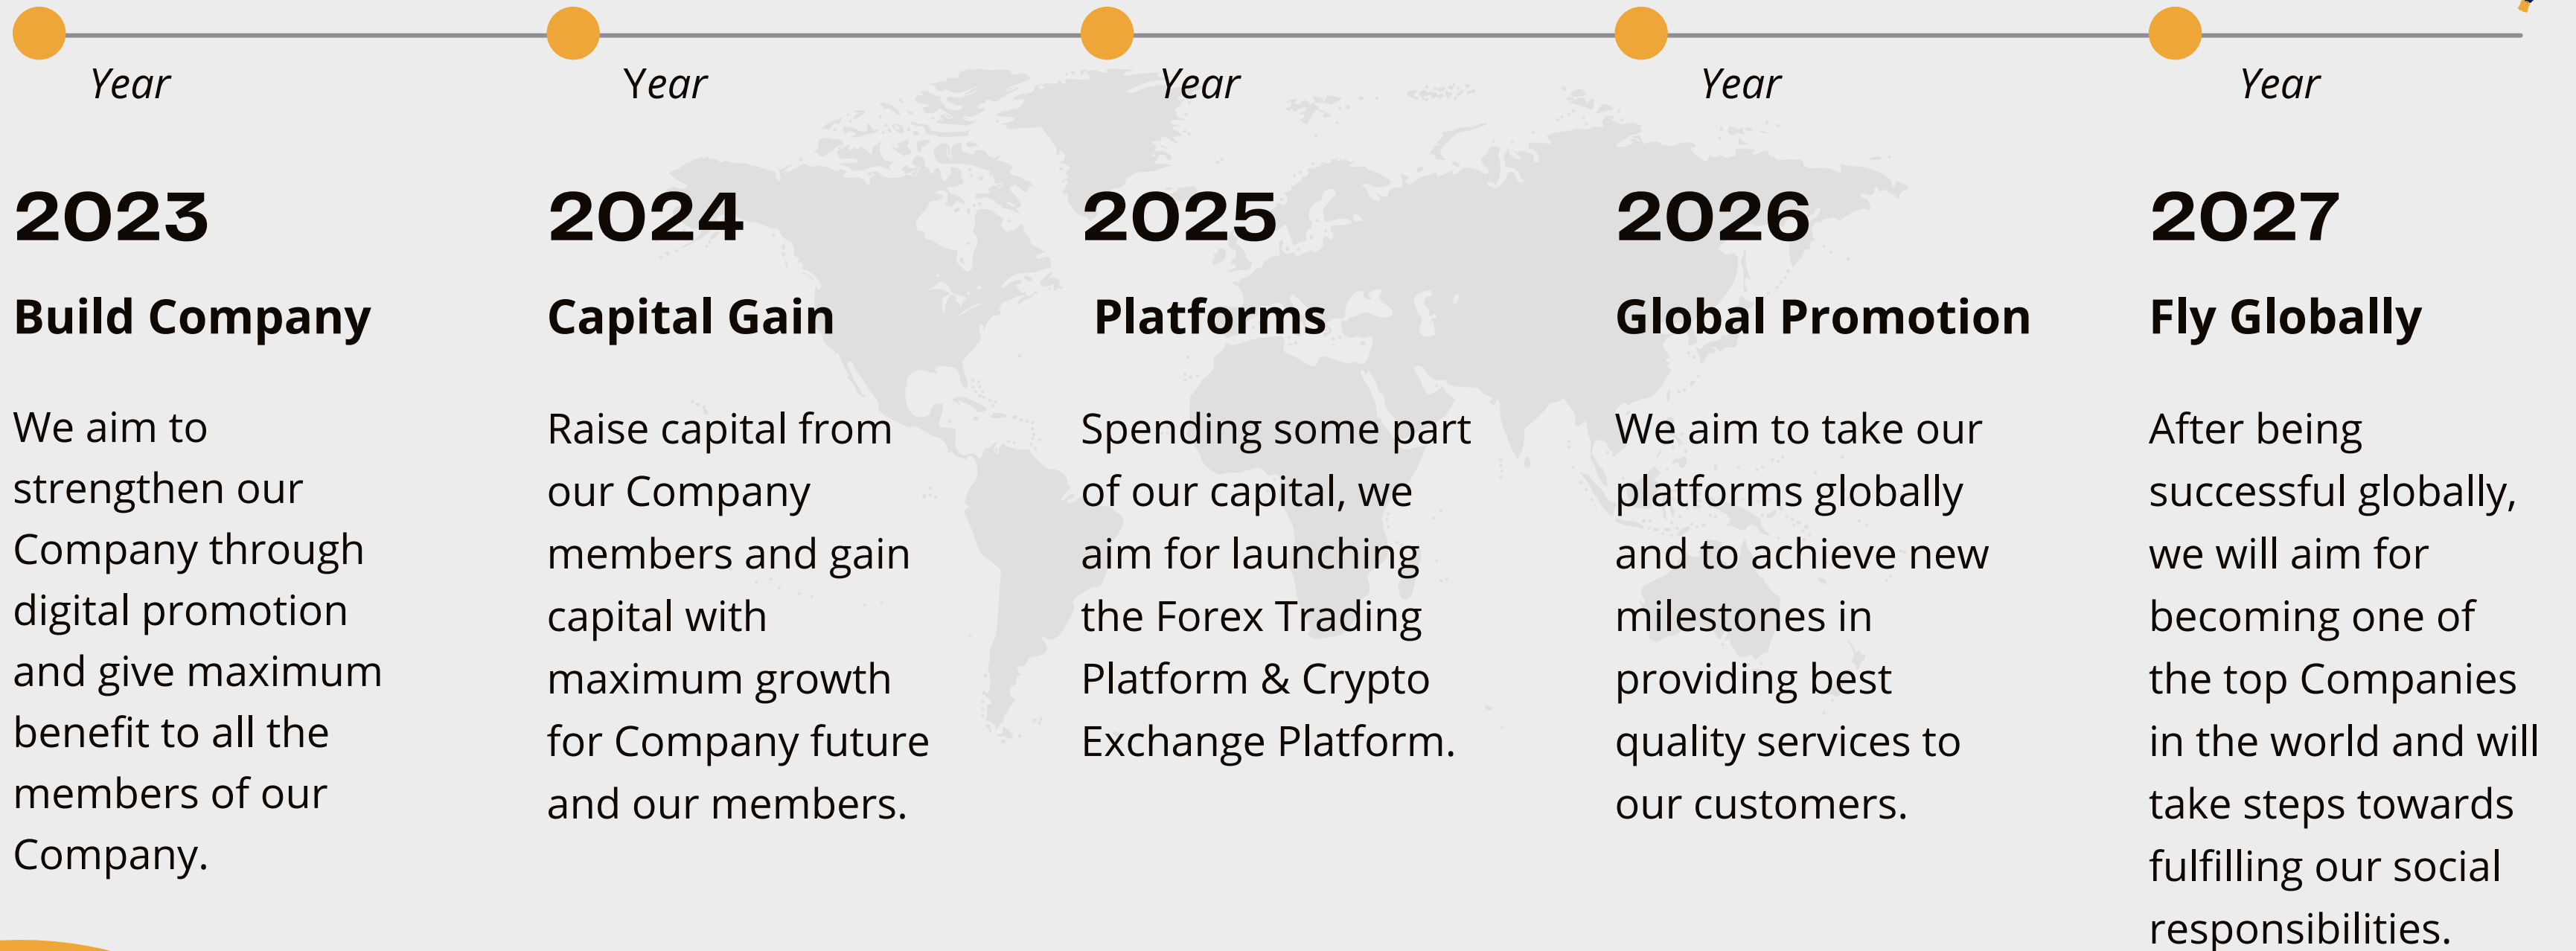 Year
2023
Build Company
We aim to
strengthen our
Company through
digital promotion
and give maximum
benefit to all the
members of our
Company.
Year
2024
Capital Gain
Raise capital from
our Company
members and gain
capital with
maximum growth
for Company future
and our members.
Year
2025
Platforms
Spending some part
of our capital, we
aim for launching
the Forex Trading
Platform & Crypto
Exchange Platform.
Year
2026
Global Promotion
We aim to take our
platforms globally
and to achieve new
milestones in
providing best
quality services to
our customers.
Year
2027
Fly Globally
After being
successful globally,
we will aim for
becoming one of
the top Companies
in the world and will
take steps towards
fulfilling our social
responsibilities.